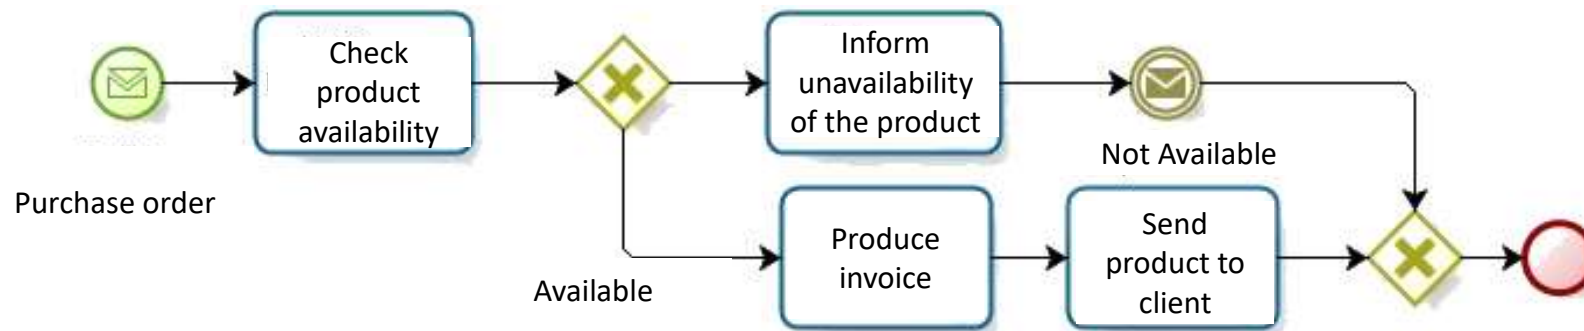 Purchase order
Check
product
availability
Inform
unavailability
of the product
Not Available
Available
Produce
invoice
Send
product to
client